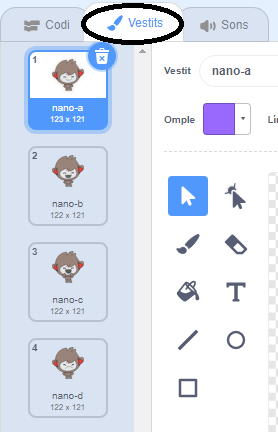 Codi
Vestits
Sons
1
nano-a
123 x 121
2
nano-b
122 x 121
3
nano-c
122 x 121
4
nano-d
122 x 121
Vestit
nano-a
Omple
T